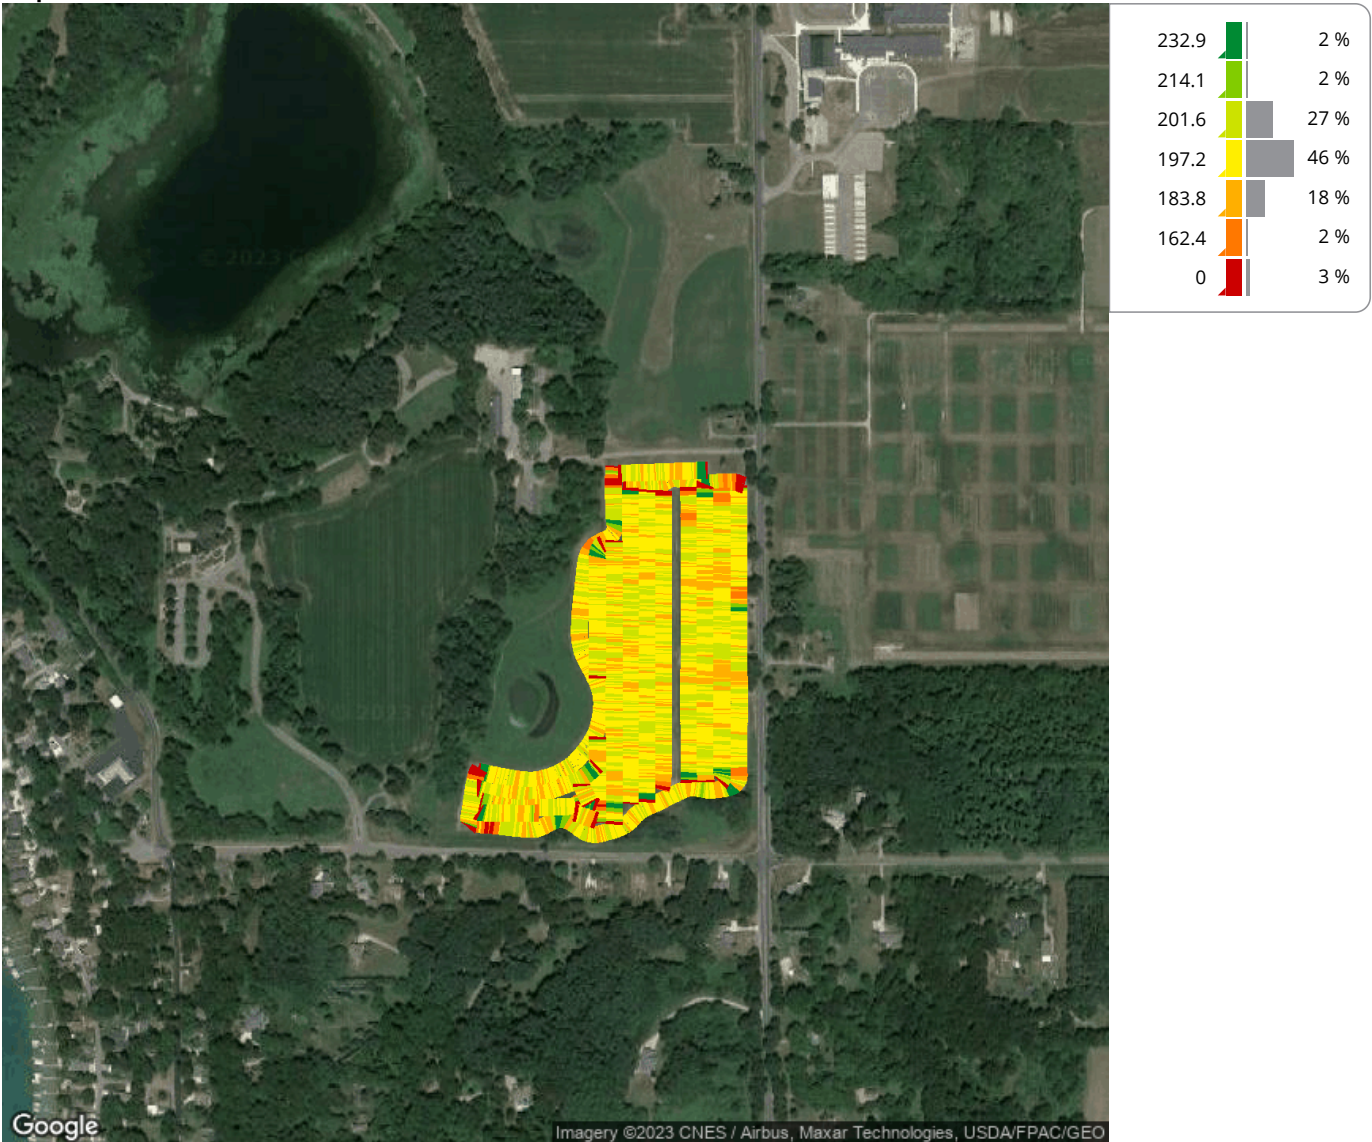 232.9 2 %
214.1 2 %
201.6 27 %
197.2 46 %
183.8 18 %
162.4 2 %
0 3 %
© 2023
Google
Imagery ©2023 CNES / Airbus, Maxar Technologies, USDA/FPAC/GEO